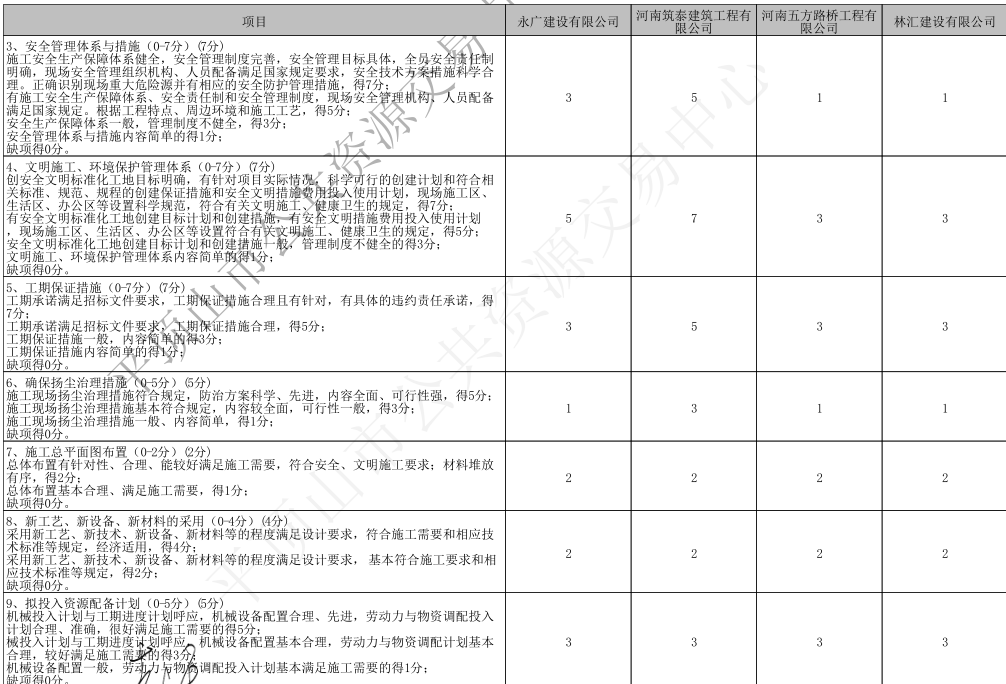 项目
永广建设有限公司
河南筑泰建筑工程有
限公司
河南五方路桥工程有
限公司
林汇建设有限公司
3、安全管理体系与措施（0-7分）(7分)
施工安全生产保障体系健全，安全管理制度完善，安全管理目标具体，全员安全责任制
明确，现场安全管理组织机构、人员配备满足国家规定要求，安全技术方案措施科学合
理。正确识别现场重大危险源并有相应的安全防护管理措施，得7分；
有施工安全生产保障体系、安全责任制和安全管理制度，现场安全管理机构、人员配备
满足国家规定。根据工程特点、周边环境和施工工艺，得5分；
安全生产保障体系一般，管理制度不健全，得3分；
安全管理体系与措施内容简单的得1分；
缺项得0分。
3
5
1
1
4、文明施工、环境保护管理体系（0-7分）(7分)
创安全文明标准化工地目标明确，有针对项目实际情况，科学可行的创建计划和符合相
关标准、规范、规程的创建保证措施和安全文明措施费用投入使用计划，现场施工区、
生活区、办公区等设置科学规范，符合有关文明施工、健康卫生的规定，得7分；
有安全文明标准化工地创建目标计划和创建措施，有安全文明措施费用投入使用计划
，现场施工区、生活区、办公区等设置符合有关文明施工、健康卫生的规定，得5分；
安全文明标准化工地创建目标计划和创建措施一般，管理制度不健全的得3分；
文明施工、环境保护管理体系内容简单的得1分；
缺项得0分。
5
7
3
3
5、工期保证措施（0-7分）(7分)
工期承诺满足招标文件要求，工期保证措施合理且有针对，有具体的违约责任承诺，得
7分；
工期承诺满足招标文件要求，工期保证措施合理，得5分；
工期保证措施一般，内容简单的得3分；
工期保证措施内容简单的得1分；
缺项得0分。
3
5
3
3
6、确保扬尘治理措施（0-5分）(5分)
施工现场扬尘治理措施符合规定，防治方案科学、先进，内容全面、可行性强，得5分；
施工现场扬尘治理措施基本符合规定，内容较全面，可行性一般，得3分；
施工现场扬尘治理措施一般、内容简单，得1分；
缺项得0分。
1
3
1
1
7、施工总平面图布置（0-2分）(2分)
总体布置有针对性、合理、能较好满足施工需要，符合安全、文明施工要求；材料堆放
有序，得2分；
总体布置基本合理、满足施工需要，得1分；
缺项得0分。
2
2
2
2
8、新工艺、新设备、新材料的采用（0-4分）(4分)
采用新工艺、新技术、新设备、新材料等的程度满足设计要求，符合施工需要和相应技
术标准等规定，经济适用，得4分；
采用新工艺、新技术、新设备、新材料等的程度满足设计要求， 基本符合施工要求和相
应技术标准等规定，得2分；
缺项得0分。
2
2
2
2
9、拟投入资源配备计划（0-5分）(5分)
机械投入计划与工期进度计划呼应，机械设备配置合理、先进，劳动力与物资调配投入
计划合理、准确，很好满足施工需要的得5分；
械投入计划与工期进度计划呼应，机械设备配置基本合理，劳动力与物资调配计划基本
合理，较好满足施工需要的得3分；
机械设备配置一般，劳动力与物资调配投入计划基本满足施工需要的得1分；
缺项得0分。
3
3
3
3
平顶山市公共资源交易中心
平顶山市公共资源交易中心